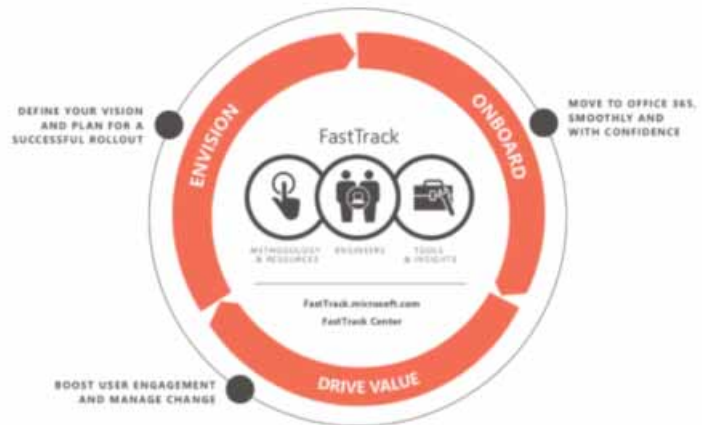 DEFINE YOUR VISION
AND PLAN FOR A
SUCCESSFUL ROLLOUT
ENVISION
ONBOARD
MOVE TO OFFICE 365,
SMOOTHLY AND
WITH CONFIDENCE
FastTrack
METHODOLOGY
& RESOURCES
ENGINEERS
TOOLS
& INSIGHTS
FastTrack.microsoft.com
FastTrack Center
DRIVE VALUE
BOOST USER ENGAGEMENT
AND MANAGE CHANGE